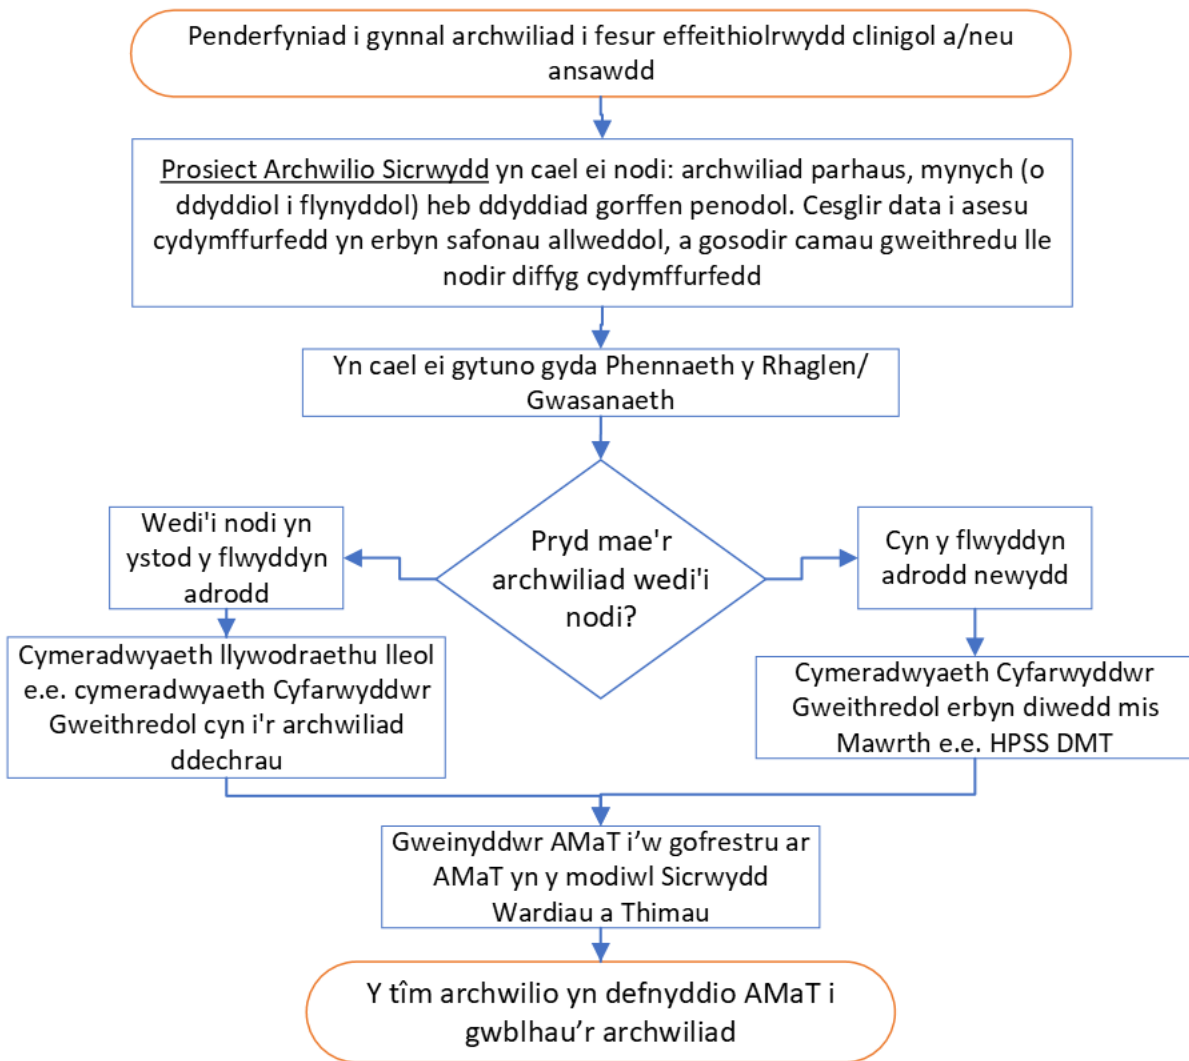 Penderfyniad i gynnal archwiliad i fesur effeithiolrwydd clinigol a/neu
ansawdd
Prosiect Archwilio Sicrwydd yn cael ei nodi: archwiliad parhaus, mynych (o
ddyddiol i flynyddol) heb ddyddiad gorffen penodol. Cesglir data i asesu
cydymffurfedd yn erbyn safonau allweddol, a gosodir camau gweithredu lle
nodir diffyg cydymffurfedd
Yn cael ei gytuno gyda Phennaeth y Rhaglen/
Gwasanaeth
Pryd mae'r
archwiliad wedi'i
nodi?
Wedi'i nodi yn
ystod y flwyddyn
adrodd
Cyn y flwyddyn
adrodd newydd
Cymeradwyaeth llywodraethu lleol
e.e. cymeradwyaeth Cyfarwyddwr
Gweithredol cyn i'r archwiliad
ddechrau
Cymeradwyaeth Cyfarwyddwr
Gweithredol erbyn diwedd mis
Mawrth e.e. HPSS DMT
Gweinyddwr AMaT i’w gofrestru ar
AMaT yn y modiwl Sicrwydd
Wardiau a Thimau
Y tîm archwilio yn defnyddio AMaT i
gwblhau’r archwiliad